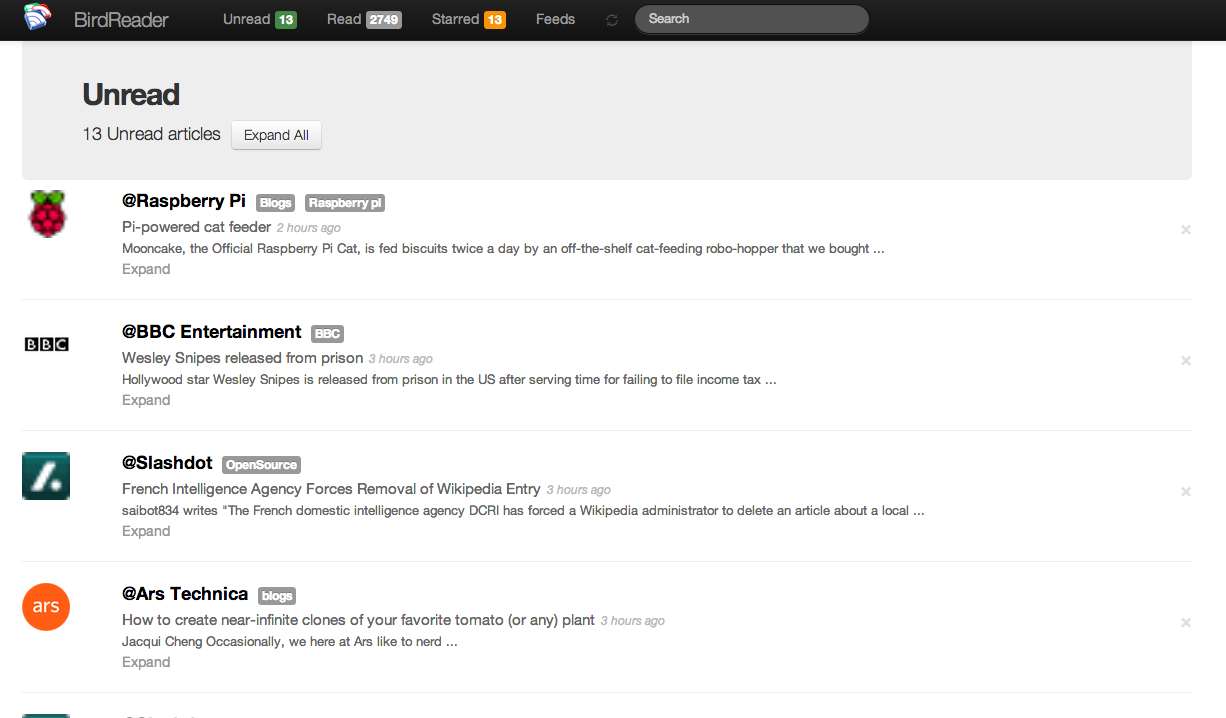 BirdReader Unread 13 Read 2749 Starred 13 Feeds Search
Unread
13 Unread articles Expand All
@Raspberry Pi Blogs Raspberry pi
Pi-powered cat feeder 2 hours ago
Mooncake, the Official Raspberry Pi Cat, is fed biscuits twice a day by an off-the-shelf cat-feeding robo-hopper that we bought ...
Expand
BBC
@BBC Entertainment BBC
Wesley Snipes released from prison 3 hours ago
Hollywood star Wesley Snipes is released from prison in the US after serving time for failing to file income tax ...
Expand
@Slashdot OpenSource
French Intelligence Agency Forces Removal of Wikipedia Entry 3 hours ago
saibot834 writes "The French domestic intelligence agency DCRI has forced a Wikipedia administrator to delete an article about a local ...
Expand
ars
@Ars Technica blogs
How to create near-infinite clones of your favorite tomato (or any) plant 3 hours ago
Jacqui Cheng Occasionally, we here at Ars like to nerd ...
Expand